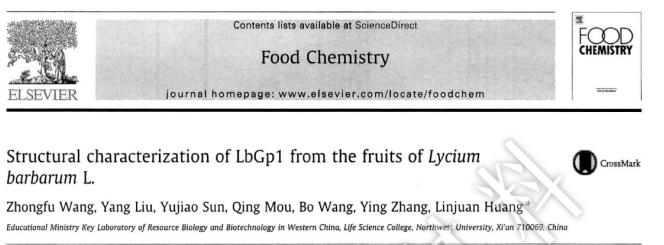 Contents lists available at ScienceDirect
Food Chemistry
journal homepage: www.elsevier.com/locate/foodchem
ELSEVIER
FOOD
CHEMISTRY
Structural characterization of LbGp1 from the fruits of Lycium
barbarum L.
CrossMark
Zhongfu Wang, Yang Liu, Yujiao Sun, Qing Mou, Bo Wang, Ying Zhang, Linjuan Huang*
Educational Ministry Key Laboratory of Resource Biology and Biotechnology in Western China, Life Science College, Northwest University, Xi'an 710069, China